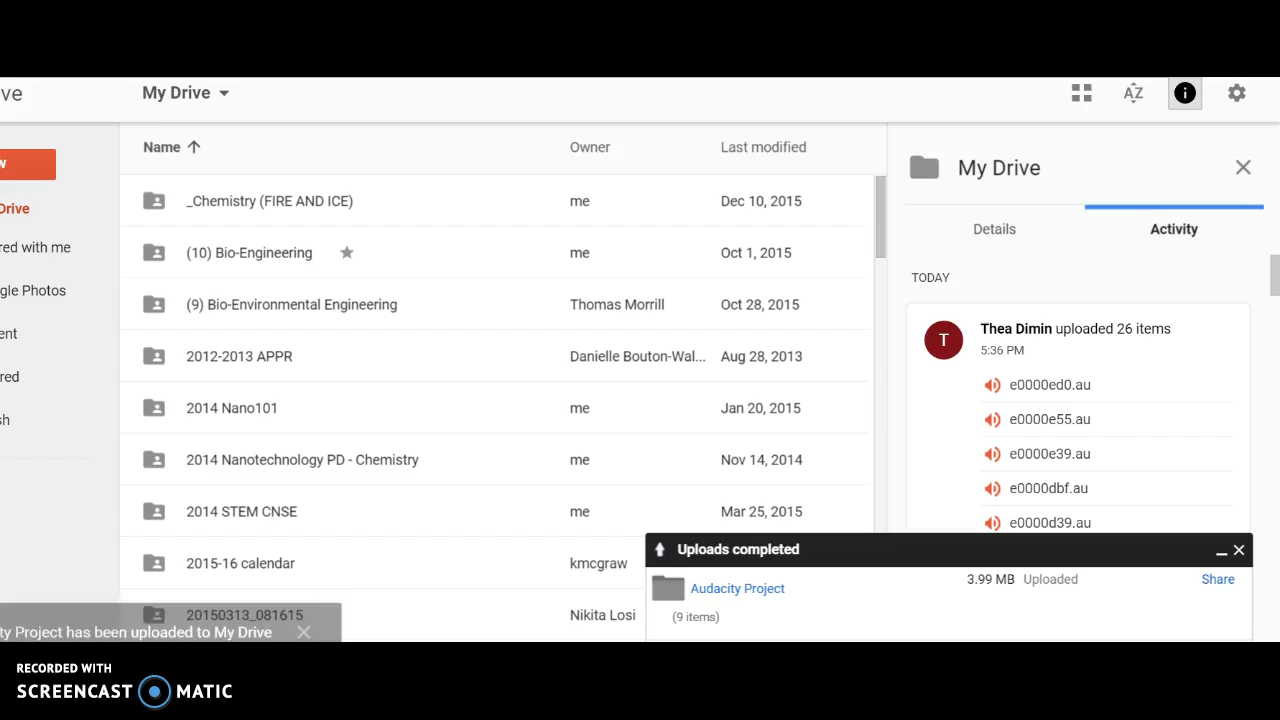 ve
My Drive
AZ
i
w
Drive
red with me
gle Photos
ent
red
sh
Name
Owner
Last modified
_Chemistry (FIRE AND ICE)
me
Dec 10, 2015
(10) Bio-Engineering
me
Oct 1, 2015
(9) Bio-Environmental Engineering
Thomas Morrill
Oct 28, 2015
2012-2013 APPR
Danielle Bouton-Wal...
Aug 28, 2013
2014 Nano101
me
Jan 20, 2015
2014 Nanotechnology PD - Chemistry
me
Nov 14, 2014
2014 STEM CNSE
me
Mar 25, 2015
2015-16 calendar
kmcgraw
20150313_081615
Nikita Losi
ty Project has been uploaded to My Drive
My Drive
Details
Activity
TODAY
T
Thea Dimin uploaded 26 items
5:36 PM
e0000ed0.au
e0000e55.au
e0000e39.au
e0000dbf.au
e0000d39.au
Uploads completed
Audacity Project
3.99 MB Uploaded
Share
(9 items)
RECORDED WITH
SCREENCAST MATIC